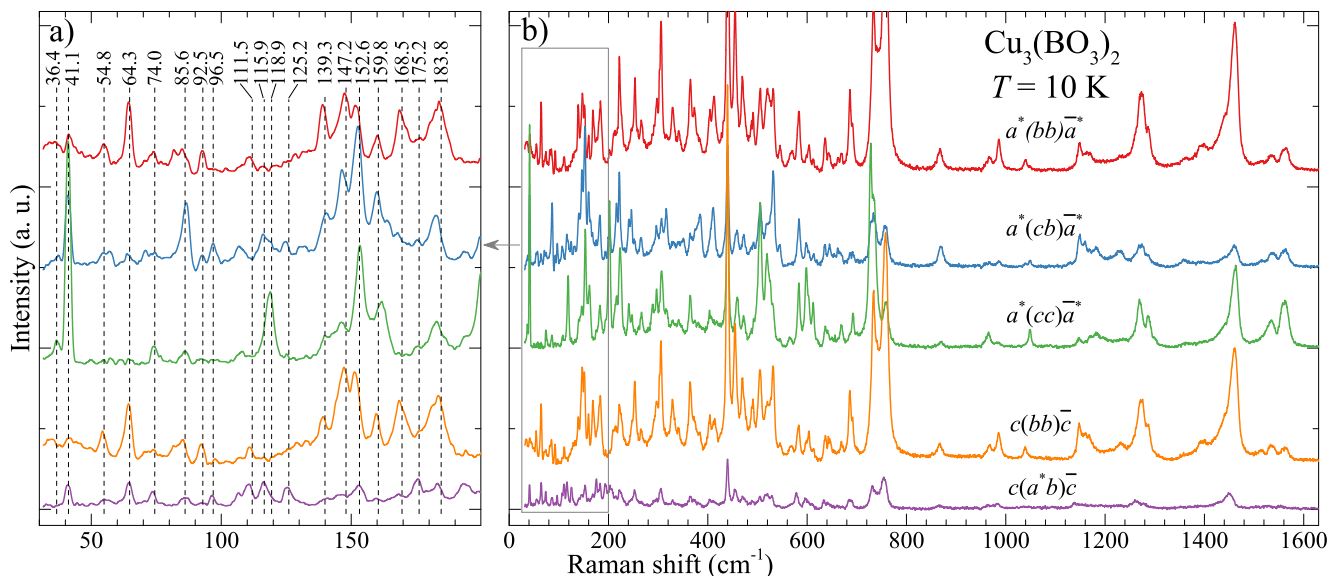 a)
36.4 41.1 54.8 64.3 74.0 85.6 92.5 96.5 111.5 115.9 118.9 125.2 139.3 147.2 152.6 159.8 168.5 175.2 183.8
b)
Cu₃(BO₃)₂
T = 10 K
a*(bb)a̅*
a*(cb)a̅*
a*(cc)a̅*
c(bb)c̅
c(a*b)c̅
Intensity (a. u.)
50 100 150
0 200 400 600 800 1000 1200 1400 1600
Raman shift (cm⁻¹)